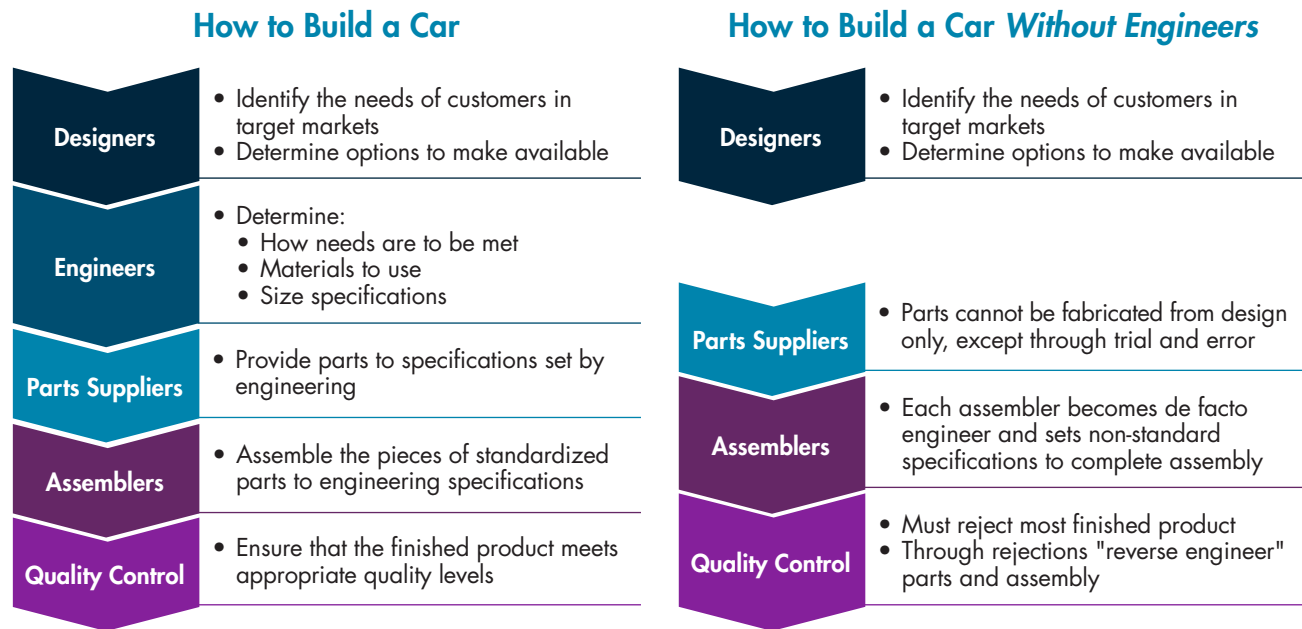 How to Build a Car
Designers
• Identify the needs of customers in
target markets
• Determine options to make available
Engineers
• Determine:
• How needs are to be met
• Materials to use
• Size specifications
Parts Suppliers
• Provide parts to specifications set by
engineering
Assemblers
• Assemble the pieces of standardized
parts to engineering specifications
Quality Control
• Ensure that the finished product meets
appropriate quality levels
How to Build a Car Without Engineers
Designers
• Identify the needs of customers in
target markets
• Determine options to make available
Parts Suppliers
• Parts cannot be fabricated from design
only, except through trial and error
Assemblers
• Each assembler becomes de facto
engineer and sets non-standard
specifications to complete assembly
Quality Control
• Must reject most finished product
• Through rejections "reverse engineer"
parts and assembly